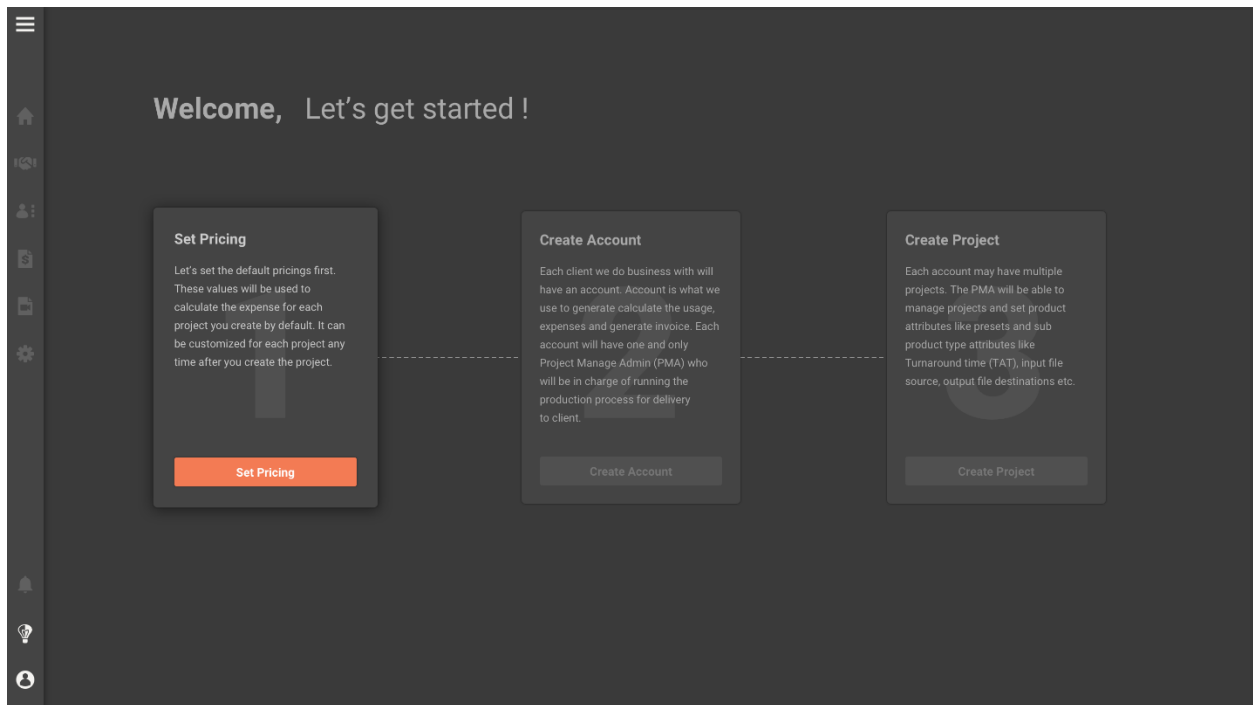 Welcome, Let's get started !
1
Set Pricing
Let's set the default pricings first.
These values will be used to
calculate the expense for each
project you create by default. It can
be customized for each project any
time after you create the project.
Set Pricing
2
Create Account
Each client we do business with will
have an account. Account is what we
use to generate calculate the usage,
expenses and generate invoice. Each
account will have one and only
Project Manage Admin (PMA) who
will be in charge of running the
production process for delivery
to client.
Create Account
3
Create Project
Each account may have multiple
projects. The PMA will be able to
manage projects and set product
attributes like presets and sub
product type attributes like
Turnaround time (TAT), input file
source, output file destinations etc.
Create Project